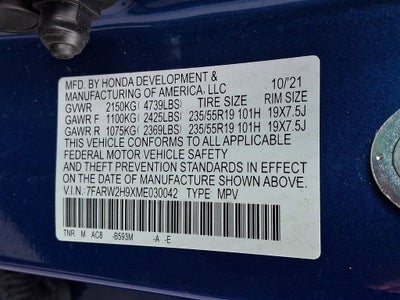 MFD. BY HONDA DEVELOPMENT &
MANUFACTURING OF AMERICA, LLC 10/'21
GVWR 2150KG( 4739LBS) TIRE SIZE RIM SIZE
GAWR F 1100KG( 2425LBS) 235/55R19 101H 19X7.5J
GAWR R 1075KG( 2369LBS) 235/55R19 101H 19X7.5J
THIS VEHICLE CONFORMS TO ALL APPLICABLE
FEDERAL MOTOR VEHICLE SAFETY
AND THEFT PREVENTION STANDARDS IN EFFECT
ON THE DATE OF MANUFACTURE SHOWN ABOVE.
V.I.N. 7FARW2H9XME030042 TYPE MPV
TNR M AC8 -B593M -A -E